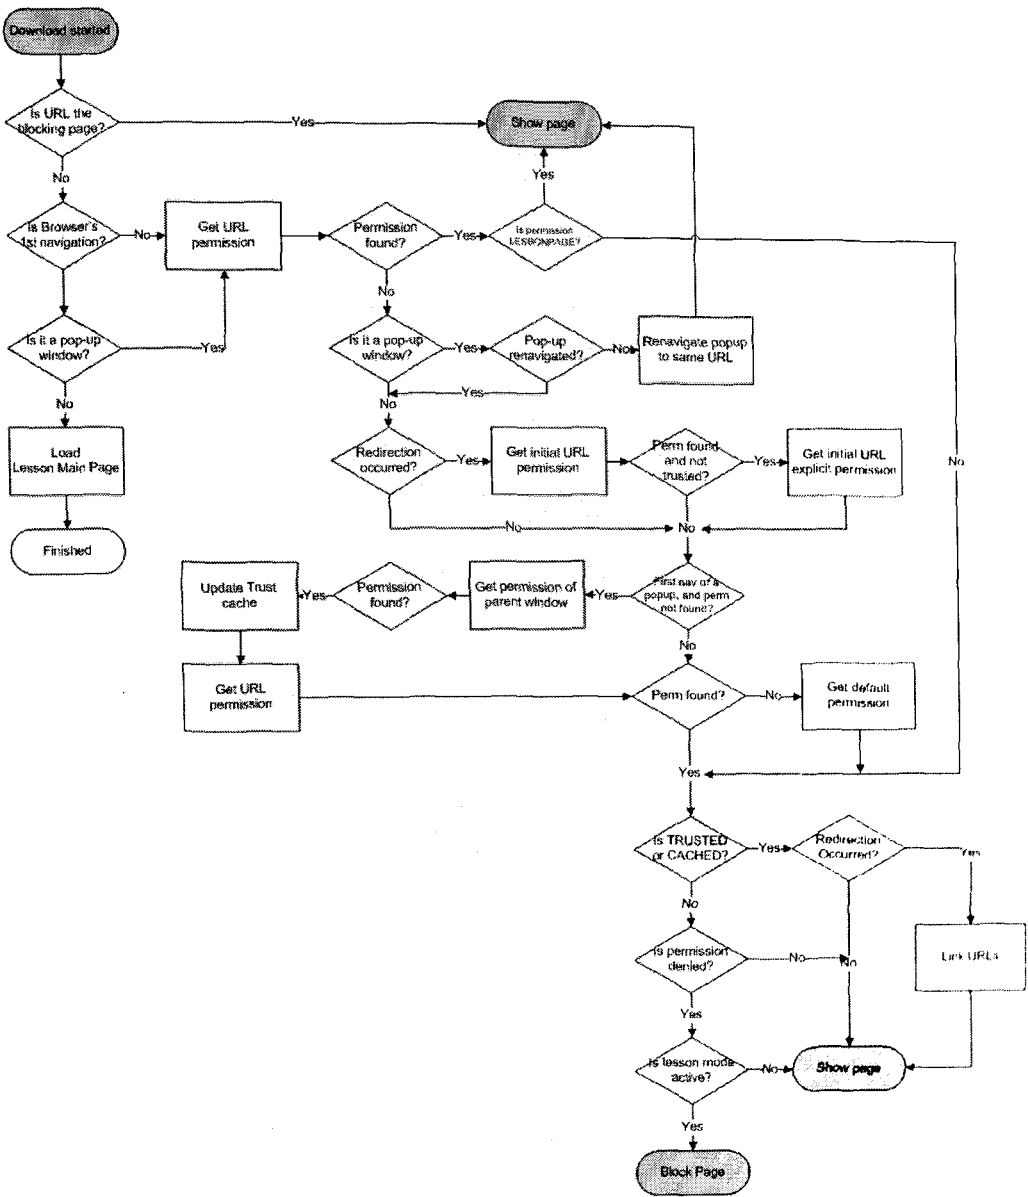 Download started
Is URL the
blocking page?
Yes
Show page
No
Yes
Is Browser's
1st navigation?
No
Get URL
permission
Permission
found?
Yes
Is permission
LESSONPAGE?
No
Is it a pop-up
window?
Yes
Is it a pop-up
window?
Yes
Pop-up
renavigated?
No
Renavigate popup
to same URL
Yes
No
No
Load
Lesson Main Page
Redirection
occurred?
Yes
Get initial URL
permission
Perm found
and not
trusted?
Yes
Get initial URL
explicit permission
No
No
No
Finished
Update Trust
cache
Yes
Permission
found?
Get permission of
parent window
Yes
First nav of a
popup, and perm
not found?
No
Get URL
permission
Perm found?
No
Get default
permission
Yes
Is TRUSTED
or CACHED?
Yes
Redirection
Occurred?
Yes
No
Is permission
denied?
No
No
Link URLs
Yes
Is lesson mode
active?
No
Show page
Yes
Block Page